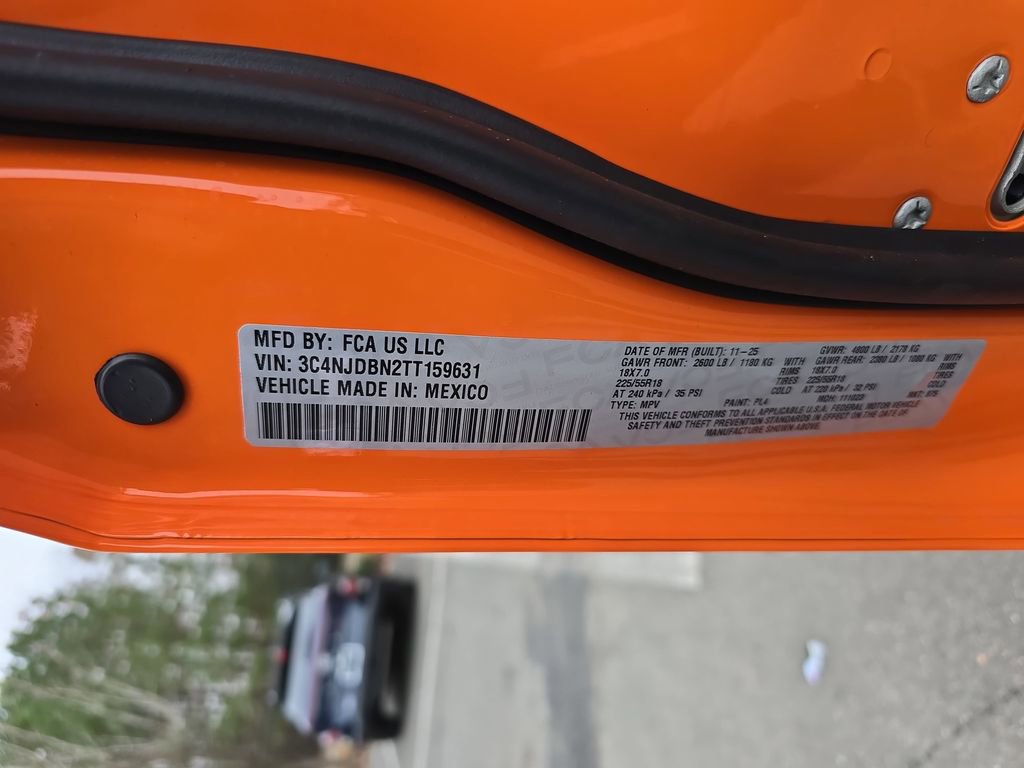 MFD BY: FCA US LLC
VIN: 3C4NJDBN2TT159631
VEHICLE MADE IN: MEXICO
DATE OF MFR (BUILT): 11-25 GVWR: 4800 LB / 2178 KG
GAWR FRONT: 2600 LB / 1180 KG WITH GAWR REAR: 2380 LB / 1080 KG WITH
18X7.0 RIMS 18X7.0 RIMS
225/55R18 TIRES 225/55R18 TIRES
AT 240 kPa / 35 PSI COLD AT 220 kPa / 32 PSI COLD
TYPE: MPV PAINT: PL4 MDH:
THIS VEHICLE CONFORMS TO ALL APPLICABLE U.S.A. FEDERAL MOTOR VEHICLE
SAFETY AND THEFT PREVENTION STANDARDS IN EFFECT ON THE DATE OF
MANUFACTURE SHOWN ABOVE.